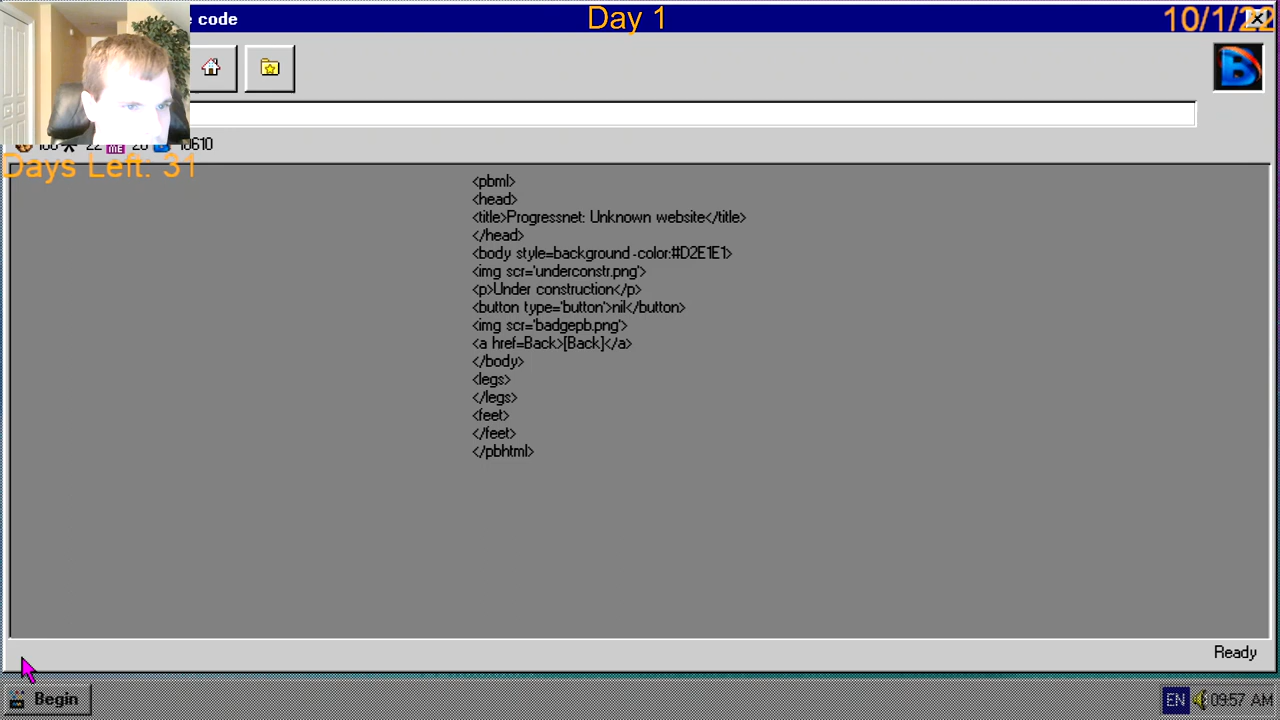 code
Day 1
10/1/22
22
10610
Days Left: 31
<pbml>
<head>
<title>Progressnet: Unknown website</title>
</head>
<body style=background-color:#D2E1E1>
<img scr='underconstr.png'>
<p>Under construction</p>
<button type='button'>nil</button>
<img scr='badgepb.png'>
<a href=Back>[Back]</a>
</body>
<legs>
</legs>
<feet>
</feet>
</pbhtml>
Ready
Begin
EN 09:57 AM